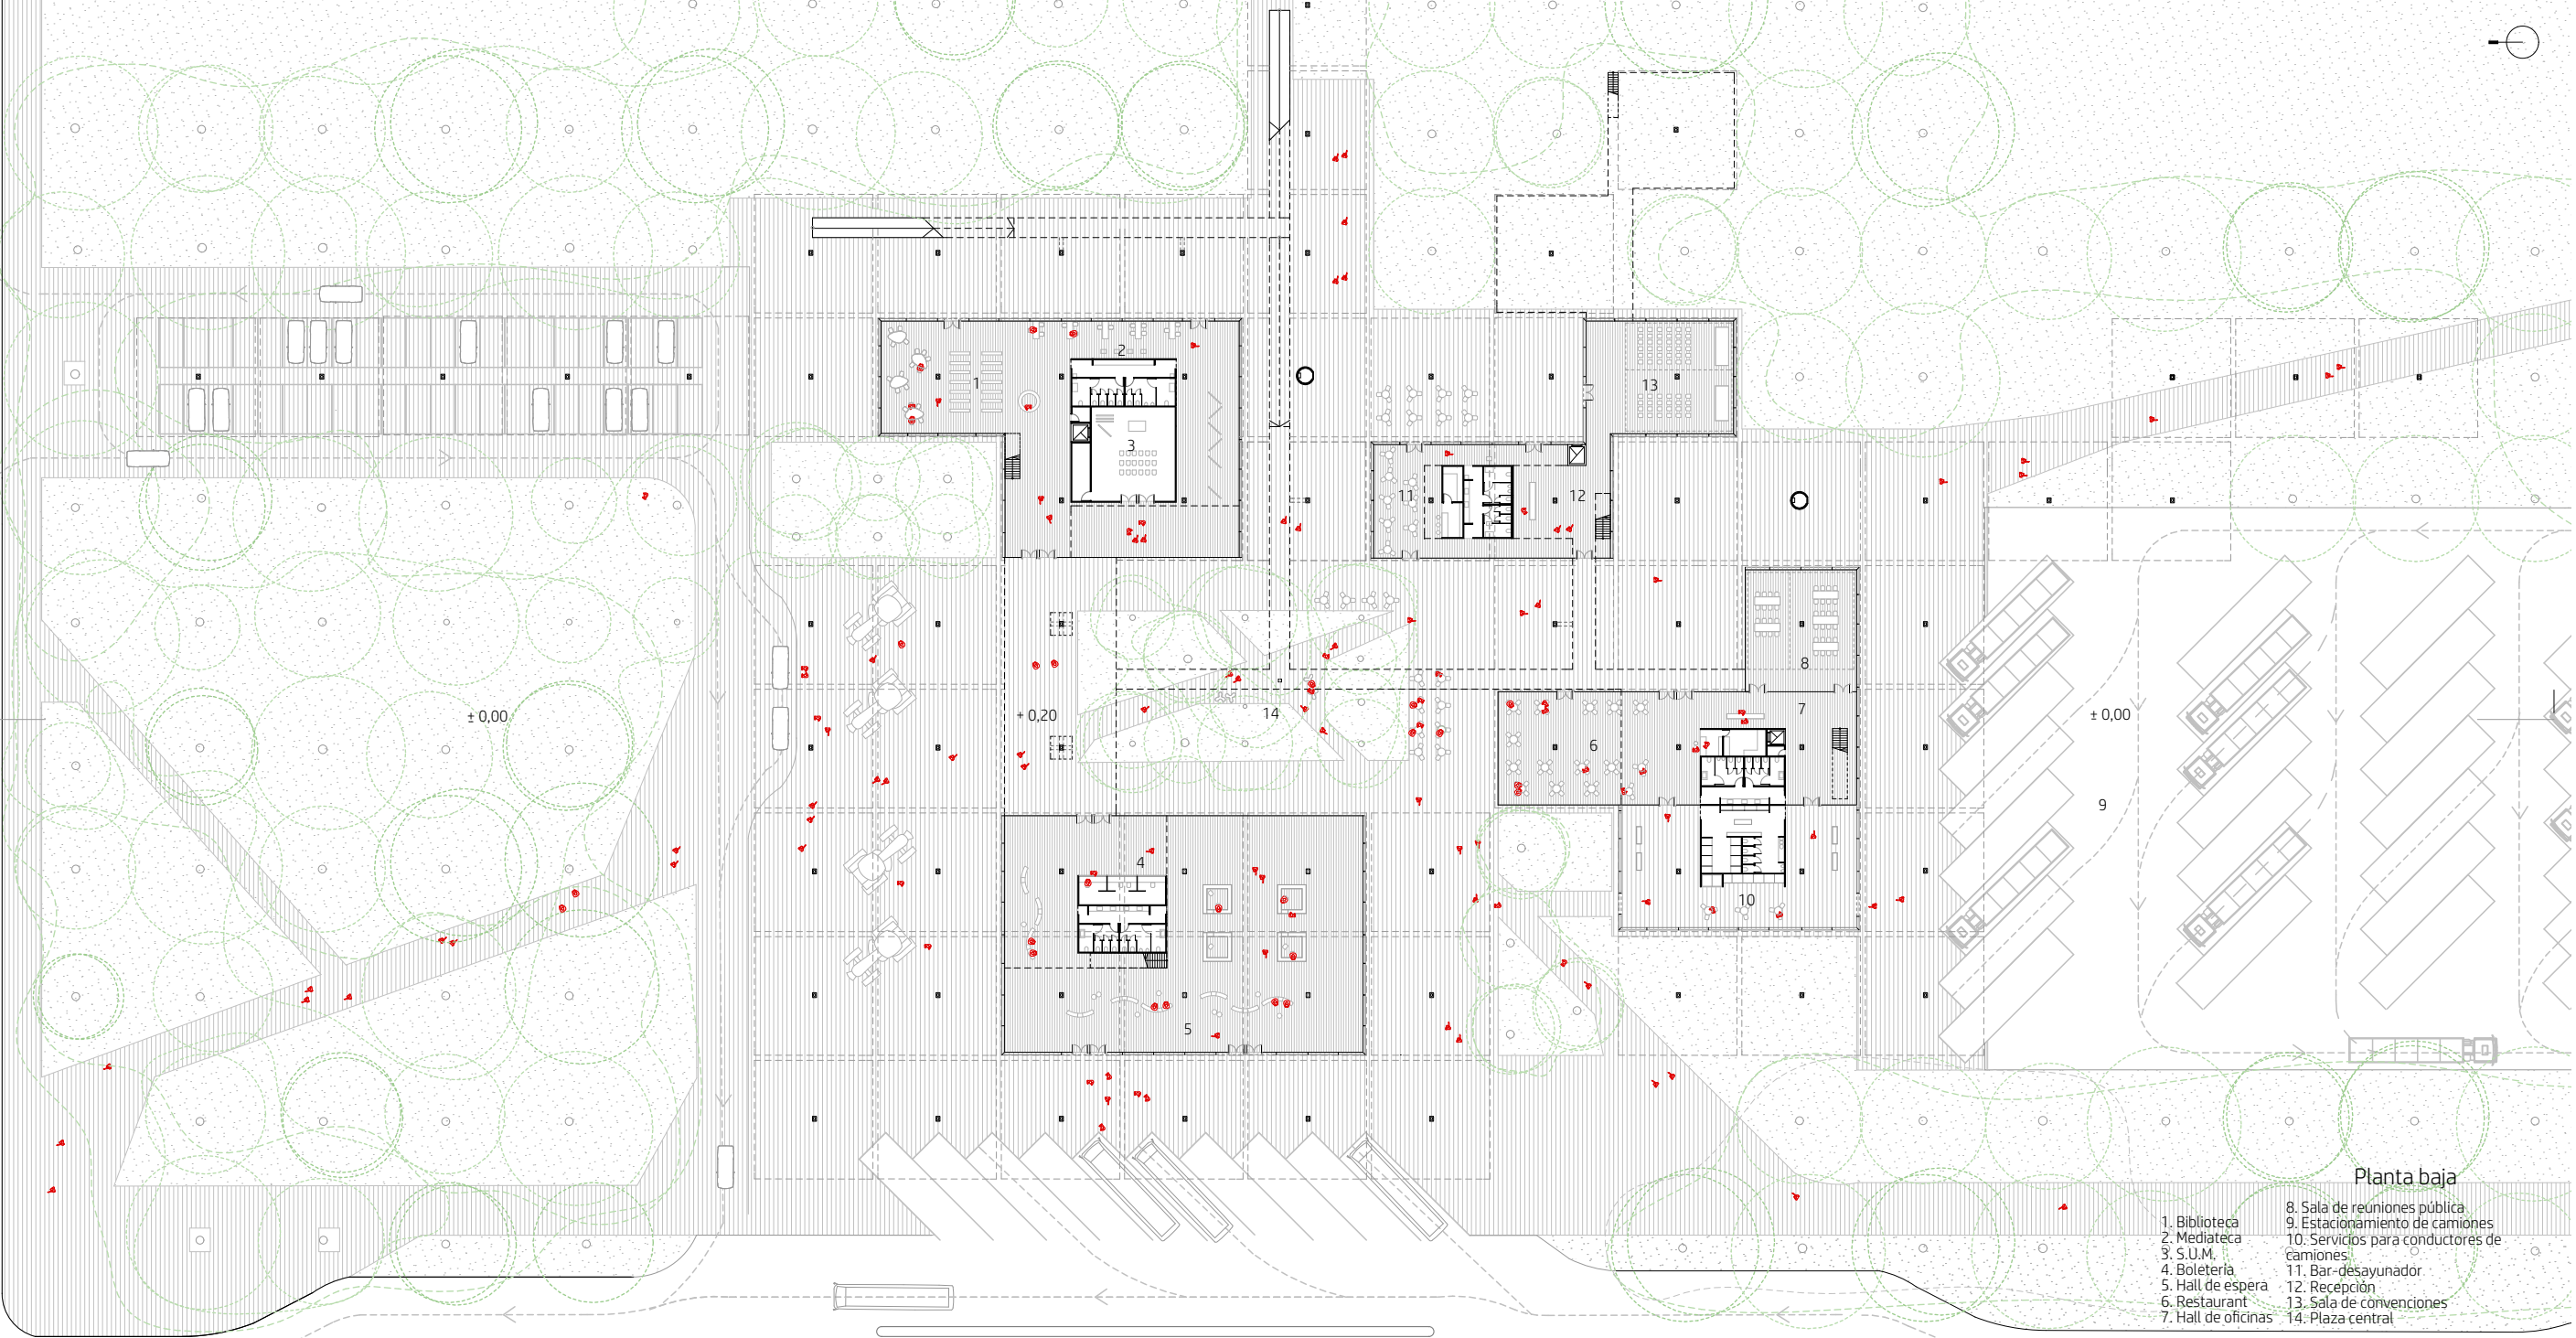 2
1
13
3
11
12
8
± 0,00
+ 0,20
14
7
± 0,00
6
9
4
10
5
Planta baja
1. Biblioteca
2. Mediateca
3. S.U.M.
4. Boletería
5. Hall de espera
6. Restaurant
7. Hall de oficinas
8. Sala de reuniones pública
9. Estacionamiento de camiones
10. Servicios para conductores de
camiones
11. Bar-desayunador
12. Recepción
13. Sala de convenciones
14. Plaza central